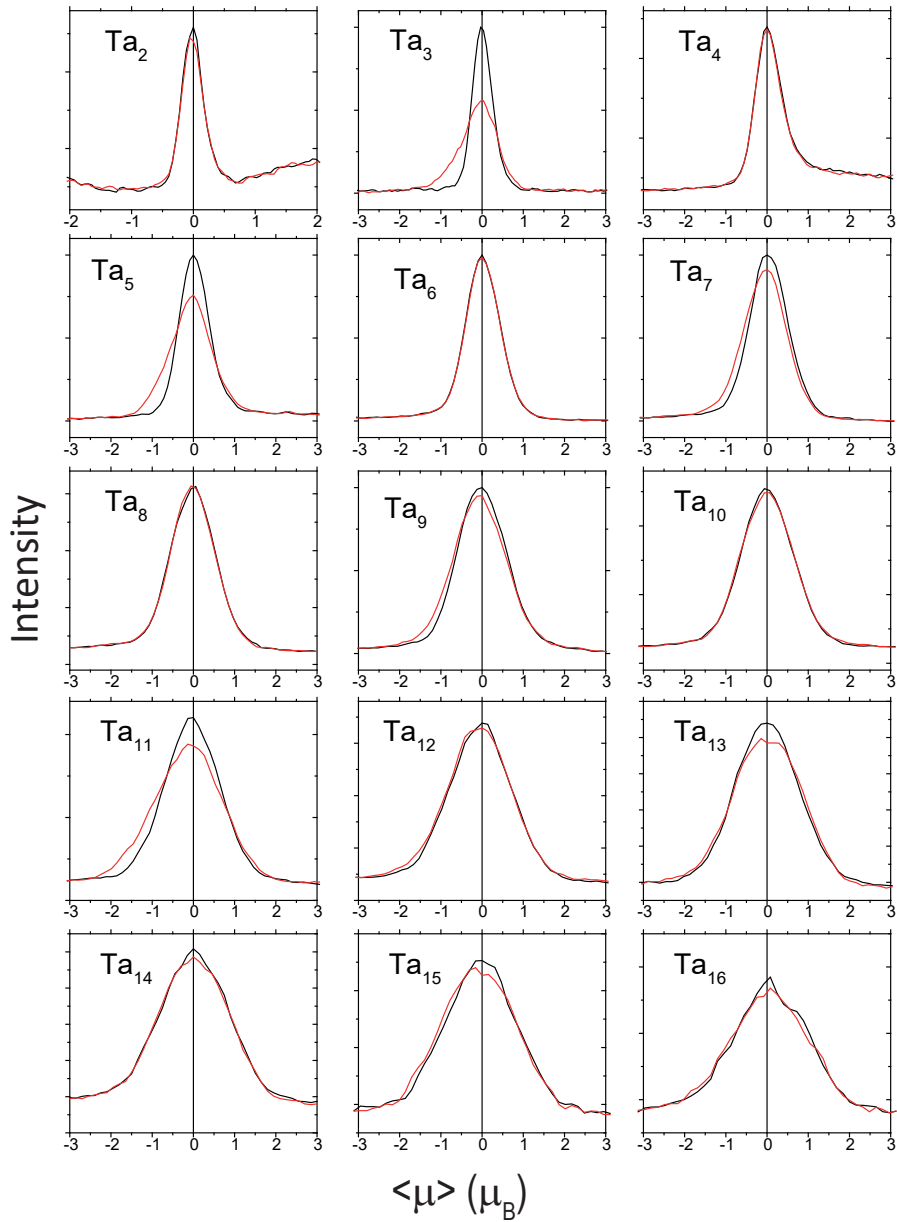 Ta2 Ta3 Ta4
-2 -1 0 1 2 -3 -2 -1 0 1 2 3 -3 -2 -1 0 1 2 3
Ta5 Ta6 Ta7
-3 -2 -1 0 1 2 3 -3 -2 -1 0 1 2 3 -3 -2 -1 0 1 2 3
Intensity
Ta8 Ta9 Ta10
-3 -2 -1 0 1 2 3 -3 -2 -1 0 1 2 3 -3 -2 -1 0 1 2 3
Ta11 Ta12 Ta13
-3 -2 -1 0 1 2 3 -3 -2 -1 0 1 2 3 -3 -2 -1 0 1 2 3
Ta14 Ta15 Ta16
-3 -2 -1 0 1 2 3 -3 -2 -1 0 1 2 3 -3 -2 -1 0 1 2 3
<μ> (μB)